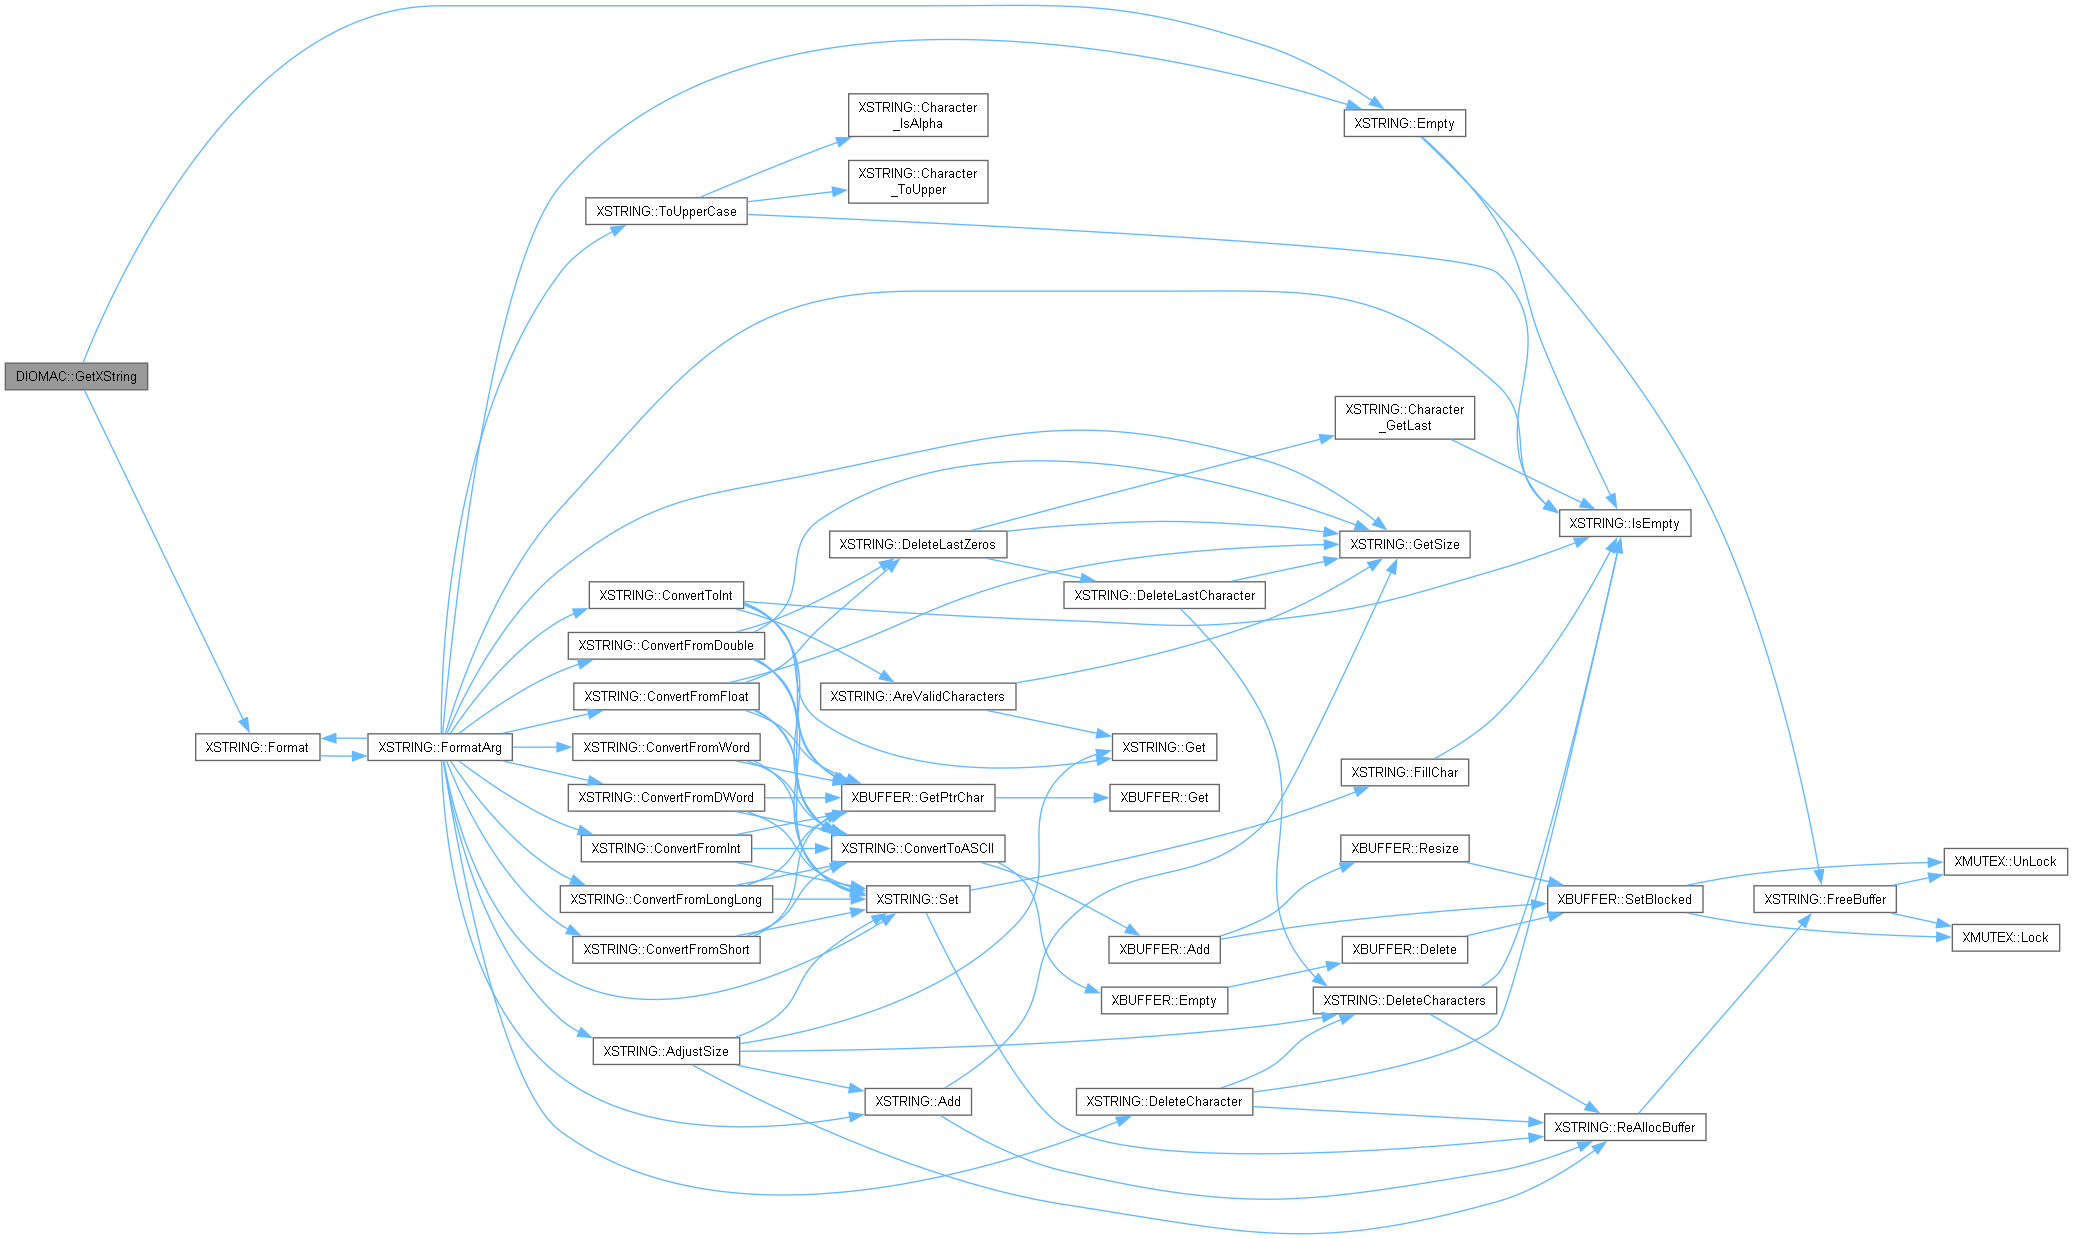 DIOMAC::GetXString
XSTRING::Format
XSTRING::FormatArg
XSTRING::ToUpperCase
XSTRING::ConvertToInt
XSTRING::ConvertFromDouble
XSTRING::ConvertFromFloat
XSTRING::ConvertFromWord
XSTRING::ConvertFromDWord
XSTRING::ConvertFromInt
XSTRING::ConvertFromLongLong
XSTRING::ConvertFromShort
XSTRING::AdjustSize
XSTRING::Character
_IsAlpha
XSTRING::Character
_ToUpper
XSTRING::DeleteLastZeros
XSTRING::AreValidCharacters
XBUFFER::GetPtrChar
XSTRING::ConvertToASCII
XSTRING::Set
XSTRING::Add
XSTRING::DeleteLastCharacter
XSTRING::Get
XBUFFER::Get
XBUFFER::Add
XBUFFER::Empty
XSTRING::DeleteCharacter
XSTRING::Empty
XSTRING::Character
_GetLast
XSTRING::GetSize
XSTRING::FillChar
XBUFFER::Resize
XBUFFER::Delete
XSTRING::DeleteCharacters
XSTRING::IsEmpty
XBUFFER::SetBlocked
XSTRING::ReAllocBuffer
XSTRING::FreeBuffer
XMUTEX::UnLock
XMUTEX::Lock